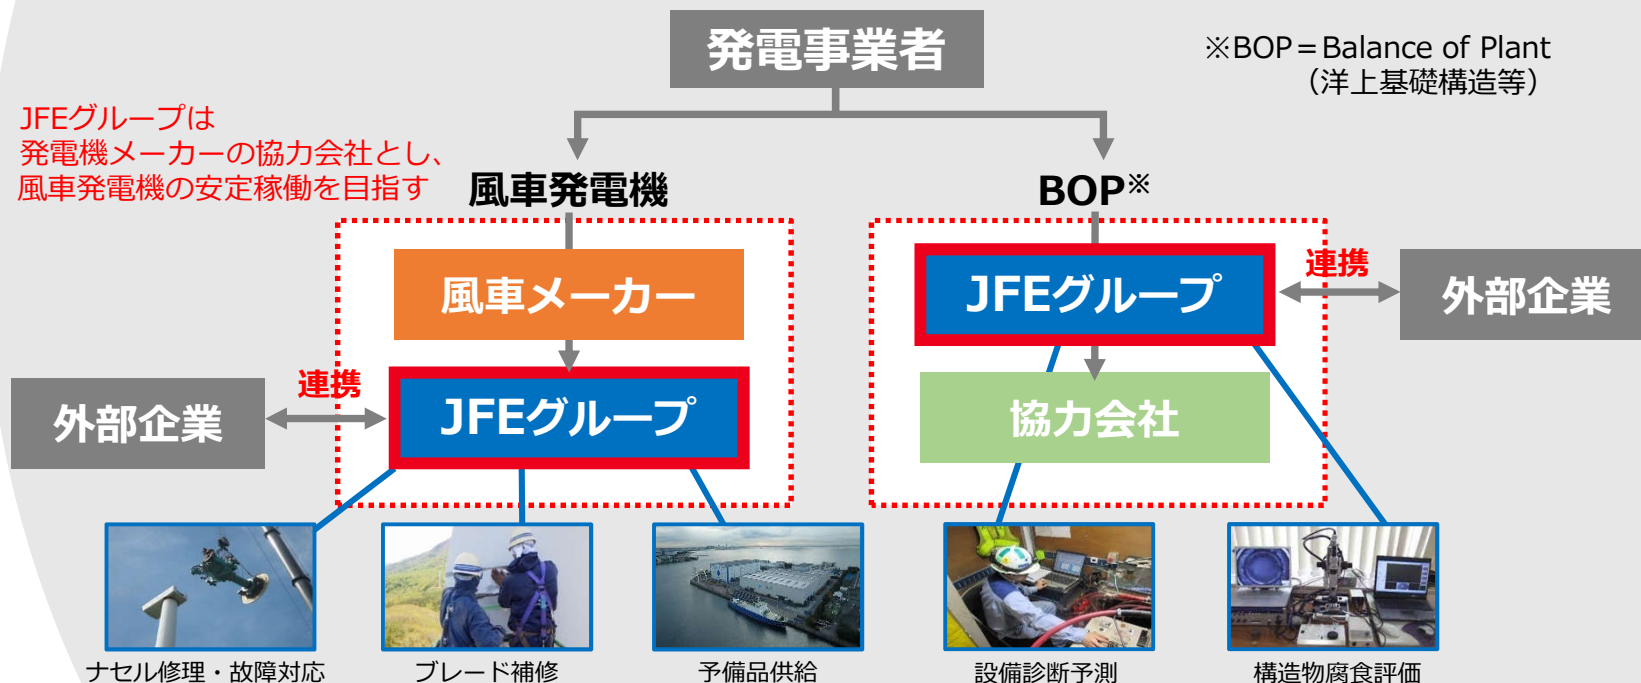 発電事業者
※BOP＝Balance of Plant
（洋上基礎構造等）
JFEグループは
発電機メーカーの協力会社とし、
風車発電機の安定稼働を目指す
風車発電機
BOP※
風車メーカー
JFEグループ
連携
外部企業
外部企業
連携
JFEグループ
協力会社
ナセル修理・故障対応
ブレード補修
予備品供給
設備診断予測
構造物腐食評価